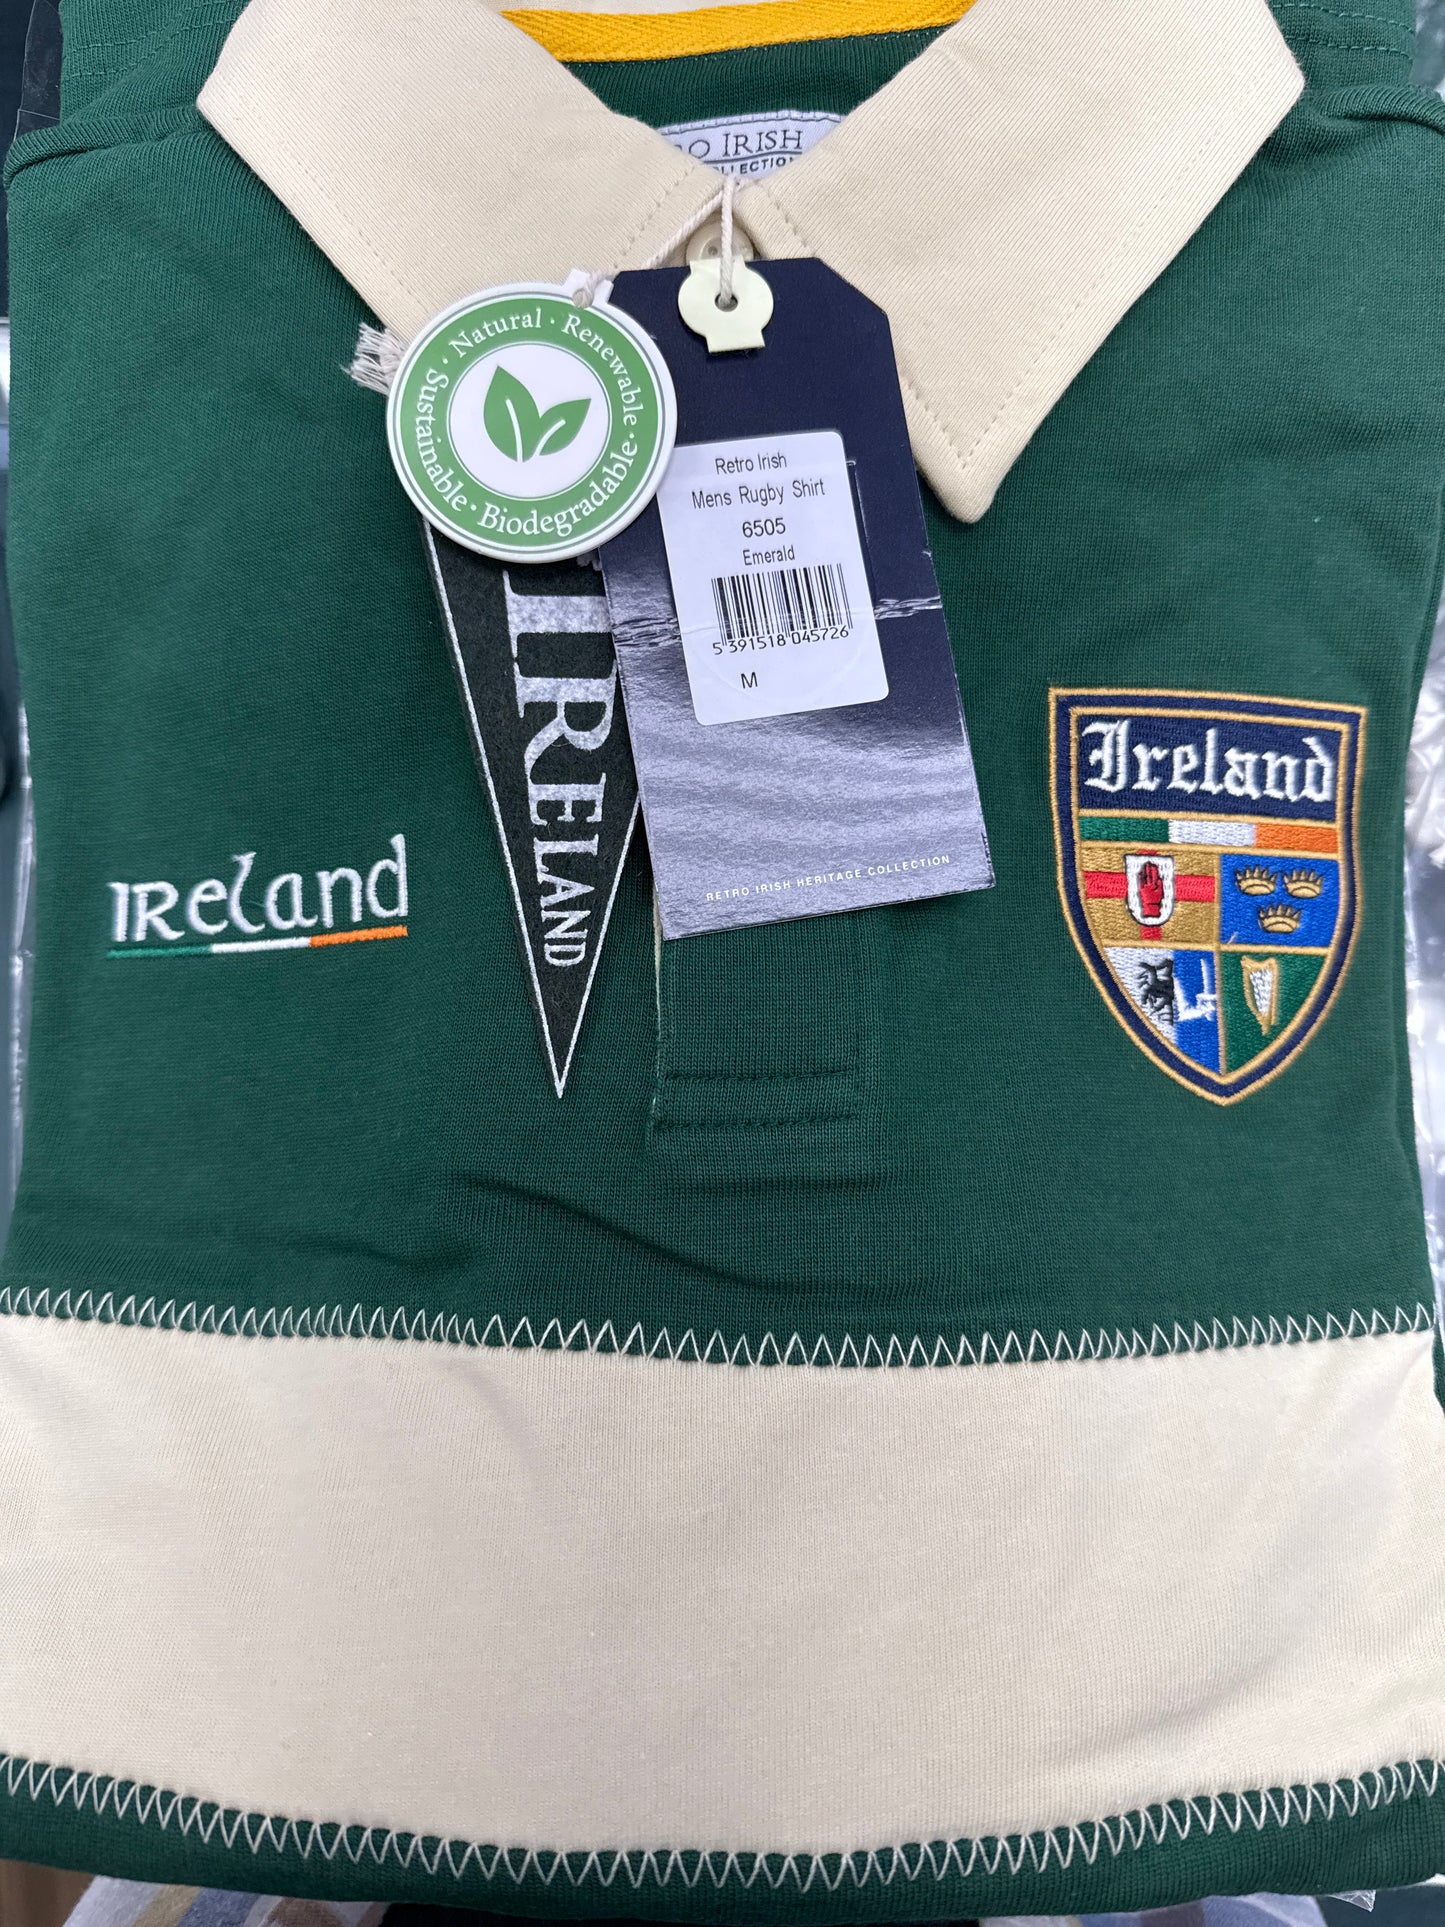 IRISH
Natural · Renewable · Biodegradable · Sustainable ·
Retro Irish
Mens Rugby Shirt
6505
Emerald
5 391518 045726
M
RETRO IRISH HERITAGE COLLECTION
IRELAND
Ireland
Ireland